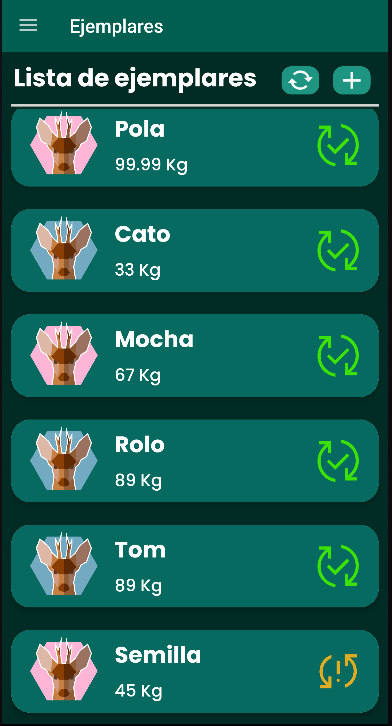 Ejemplares
Lista de ejemplares
Pola
99.99 Kg
Cato
33 Kg
Mocha
67 Kg
Rolo
89 Kg
Tom
89 Kg
Semilla
45 Kg